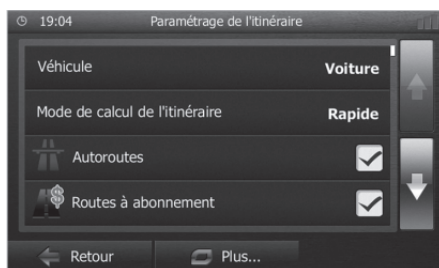 19:04 Paramétrage de l'itinéraire
Véhicule Voiture
Mode de calcul de l'itinéraire Rapide
Autoroutes
Routes à abonnement
Retour Plus...